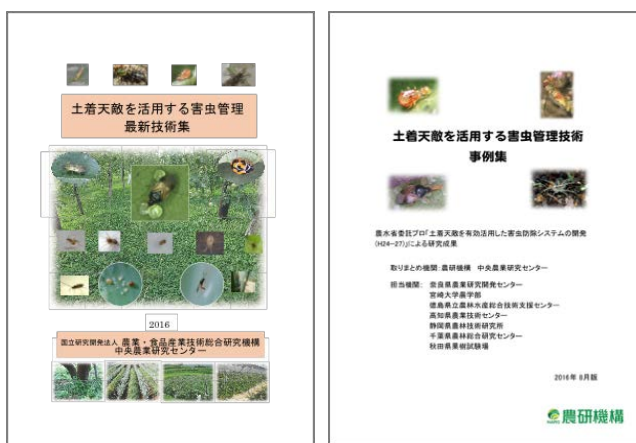 土着天敵を活用する害虫管理
最新技術集
2016
国立研究開発法人 農業・食品産業技術総合研究機構
中央農業研究センター
土着天敵を活用する害虫管理技術
事例集
農水省委託プロ「土着天敵を有効活用した害虫防除システムの開発
(H24-27)」による研究成果
取りまとめ機関:農研機構 中央農業研究センター
担当機関: 奈良県農業研究開発センター
宮崎大学農学部
徳島県立農林水産総合技術支援センター
高知県農業技術センター
静岡県農林技術研究所
千葉県農林総合研究センター
秋田県果樹試験場
2016年 9月版
農研機構